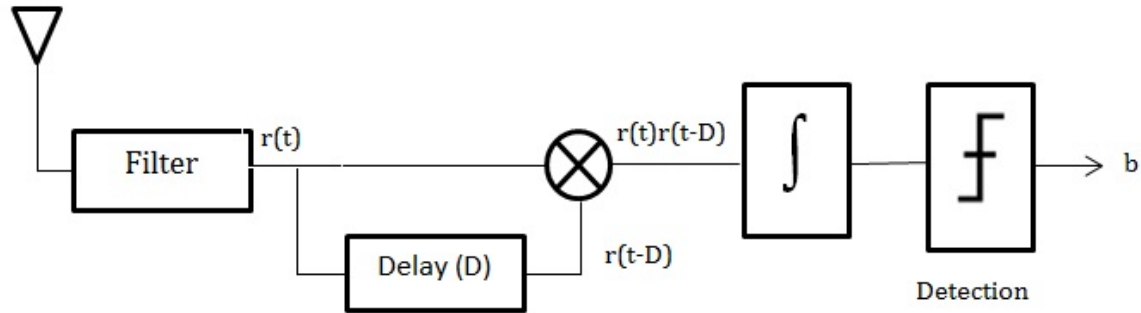 r(t)
r(t)r(t-D)
Filter
∫
b
Delay (D)
r(t-D)
Detection